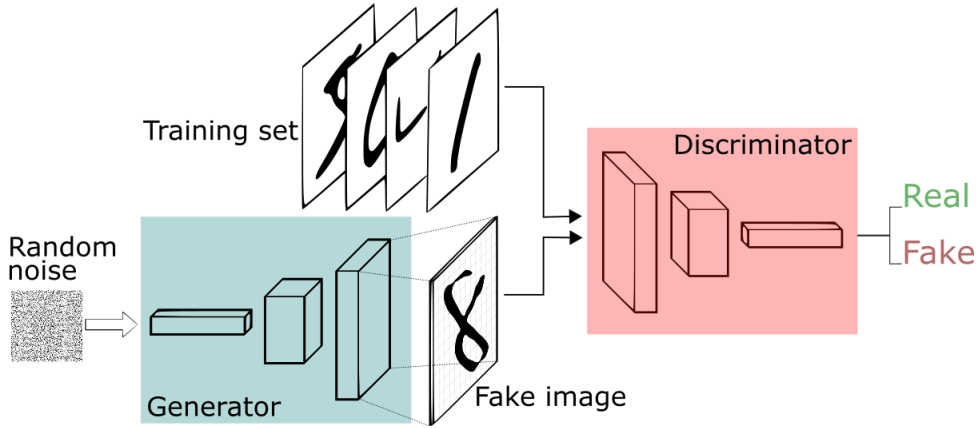 Training set
Discriminator
Real
Fake
Random
noise
Generator
Fake image